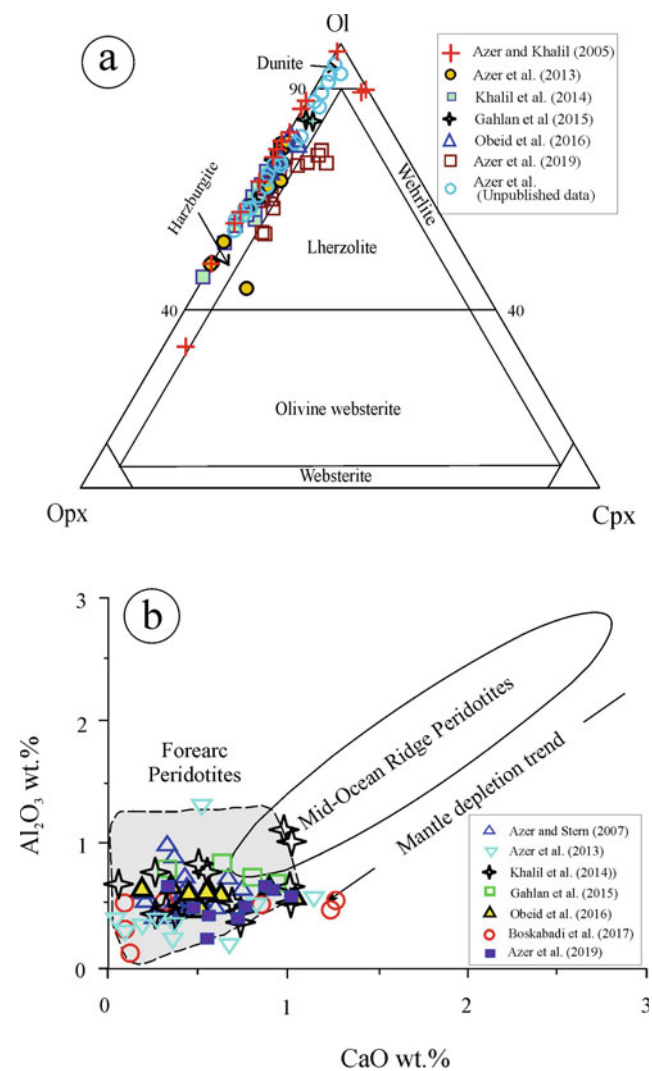 a
Ol
Dunite
90
Azer and Khalil (2005)
Azer et al. (2013)
Khalil et al. (2014)
Gahlan et al 2015)
Obeid et al. (2016)
Azer et al. (2019)
Azer et al.
(Unpublished data)
Harzburgite
Wehrlite
Lherzolite
40
40
Olivine websterite
Websterite
Opx
Cpx
b
3
2
1
0
Al₂O₃ wt.%
Forearc
Peridotites
Mid-Ocean Ridge Peridotites
Mantle depletion trend
Azer and Stern (2007)
Azer et al. (2013)
Khalil et al. (2014))
Gahlan et al. (2015)
Obeid et al. (2016)
Boskabadi et al. (2017)
Azer et al. (2019)
0
1
2
3
CaO wt.%